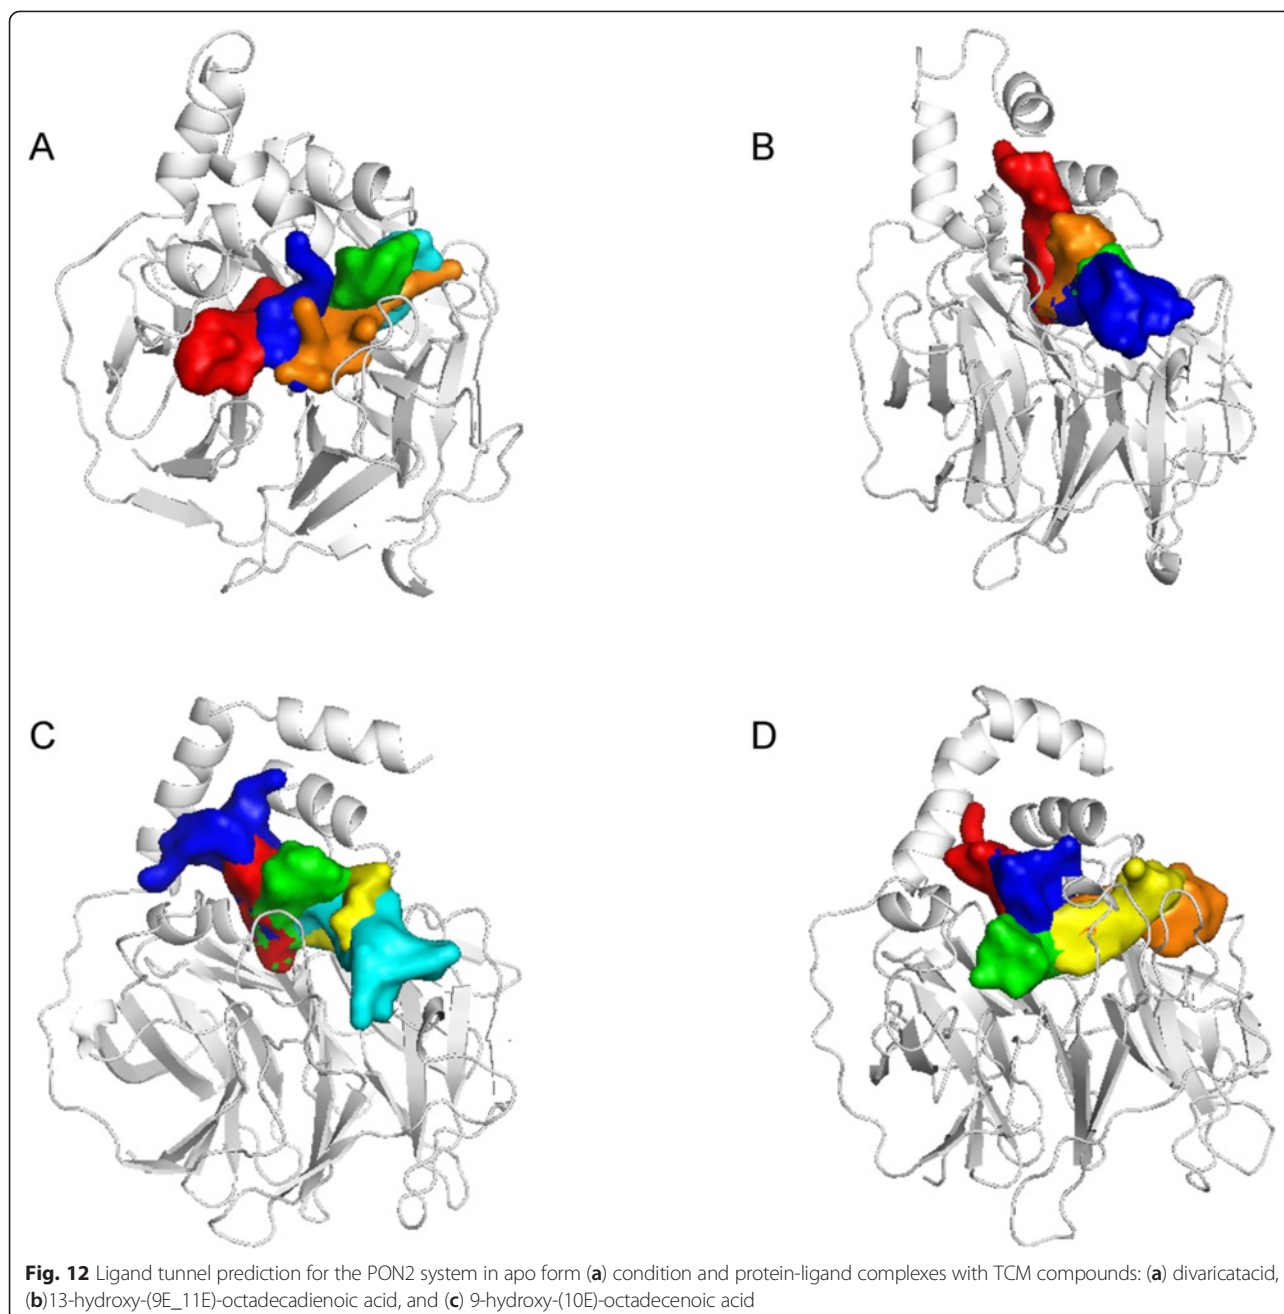 A
B
C
D
Fig. 12 Ligand tunnel prediction for the PON2 system in apo form (a) condition and protein-ligand complexes with TCM compounds: (a) divaricatacid,
(b)13-hydroxy-(9E_11E)-octadecadienoic acid, and (c) 9-hydroxy-(10E)-octadecenoic acid